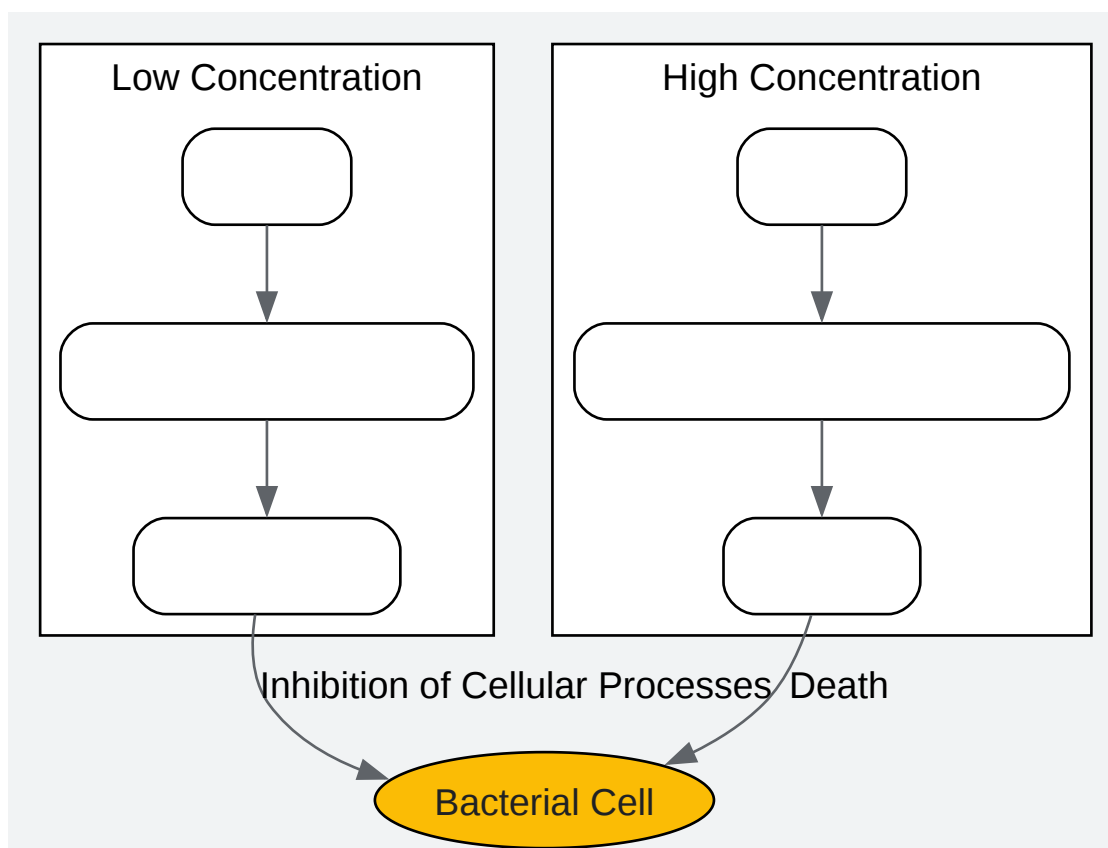 Low Concentration
High Concentration
Inhibition of Cellular Processes
Death
Bacterial Cell